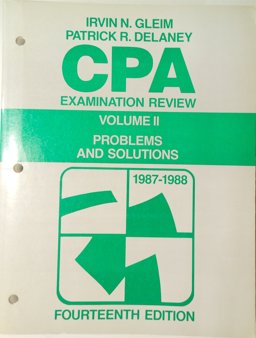 IRVIN N. GLEIM
PATRICK R. DELANEY
CPA
EXAMINATION REVIEW
VOLUME II
PROBLEMS
AND SOLUTIONS
1987-1988
FOURTEENTH EDITION